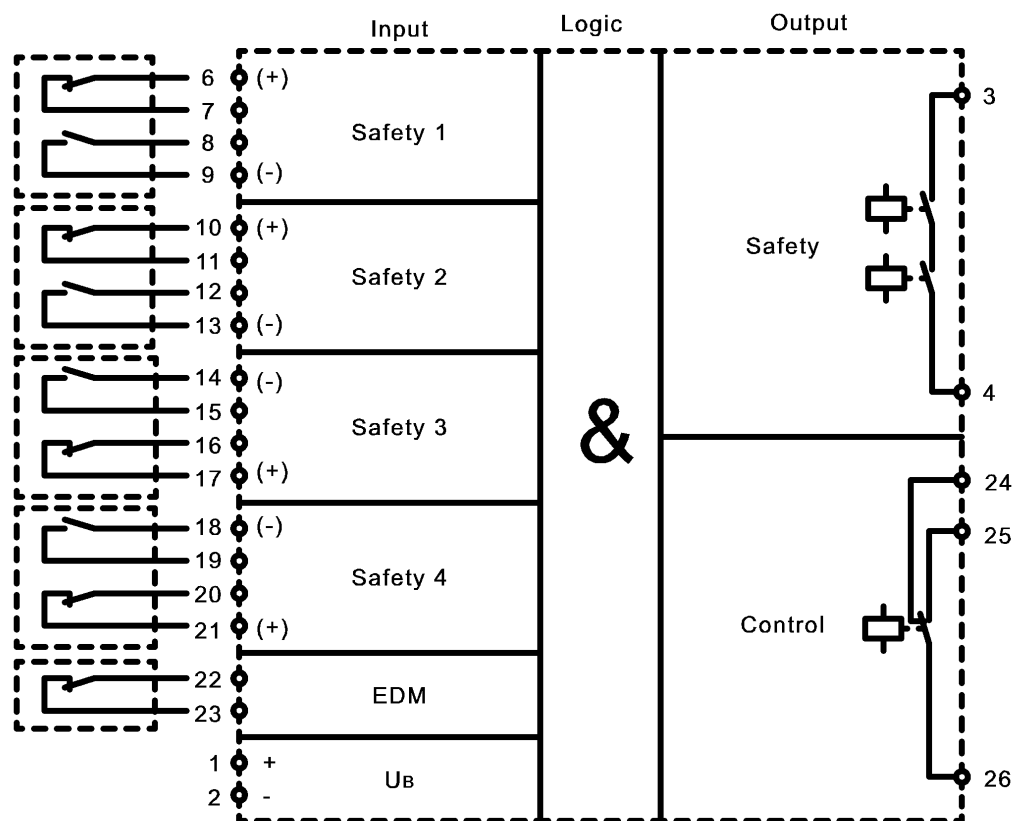 Input Logic Output
6 (+)
7
Safety 1
8
9 (-)
10 (+)
11
Safety 2
12
13 (-)
14 (-)
15
Safety 3
16
17 (+)
18 (-)
19
Safety 4
20
21 (+)
22
EDM
23
1 +
UB
2 -
&
3
Safety
4
24
25
Control
26